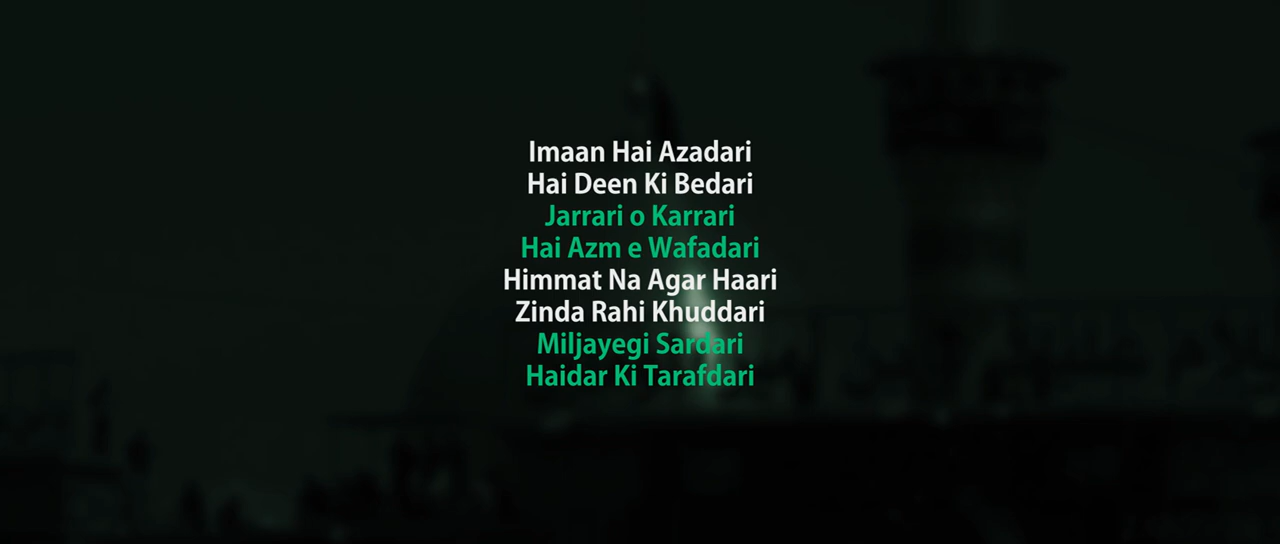 Imaan Hai Azadari
Hai Deen Ki Bedari
Jarrari o Karrari
Hai Azm e Wafadari
Himmat Na Agar Haari
Zinda Rahi Khuddari
Miljayegi Sardari
Haidar Ki Tarafdari